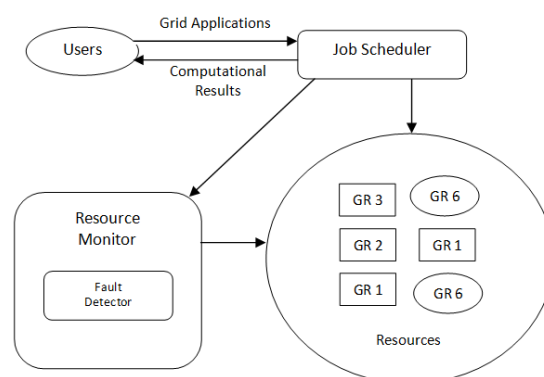 Grid Applications
Users
Job Scheduler
Computational
Results
Resource
Monitor
Fault
Detector
GR 3
GR 6
GR 2
GR 1
GR 1
GR 6
Resources